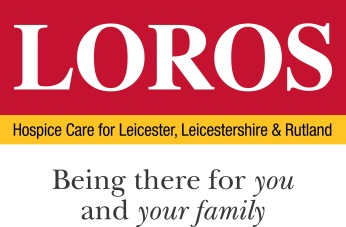 LOROS
Hospice Care for Leicester, Leicestershire & Rutland
Being there for you
and your family